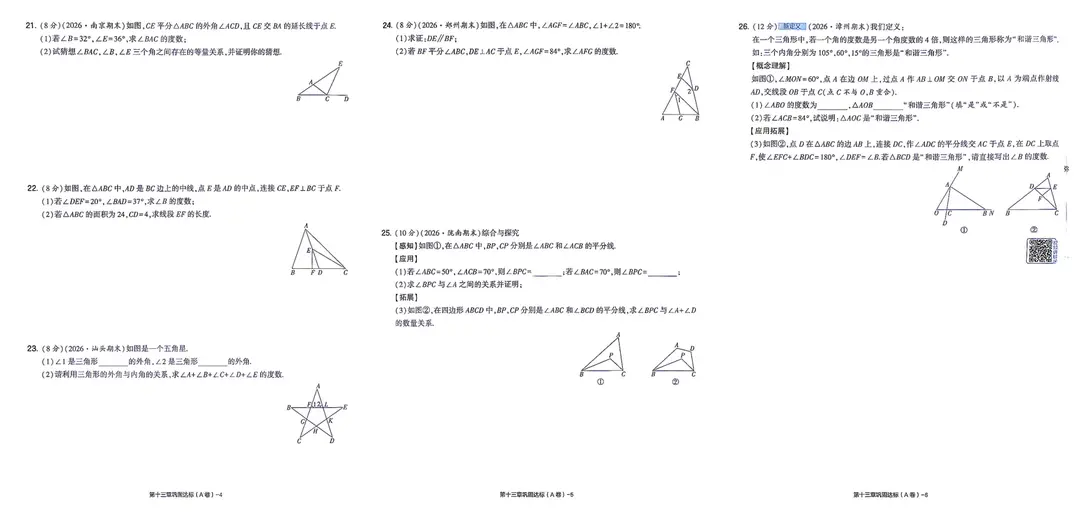 21. (8分)(2026·南京期末)如图,CE平分△ABC的外角∠ACD,且CE交BA的延长线于点E.
(1)若∠B=32°,∠E=36°,求∠BAC的度数;
(2)试猜想∠BAC,∠B,∠E三个角之间存在的等量关系,并证明你的猜想.
E
A
B C D
22. (8分)如图,在△ABC中,AD是BC边上的中线,点E是AD的中点,连接CE,EF⊥BC于点F.
(1)若∠DEF=20°,∠BAD=37°,求∠B的度数;
(2)若△ABC的面积为24,CD=4,求线段EF的长度.
A
E
B F D C
23. (8分)(2026·汕头期末)如图是一个五角星.
(1)∠1是三角形______的外角,∠2是三角形______的外角.
(2)请利用三角形的外角与内角的关系,求∠A+∠B+∠C+∠D+∠E的度数.
A
B F 1 2 L E
G K
H
C D
第十三章巩固达标(A卷)-4
24. (8分)(2026·郑州期末)如图,在△ABC中,∠AGF=∠ABC,∠1+∠2=180°.
(1)求证:DE∥BF;
(2)若BF平分∠ABC,DE⊥AC于点E,∠AGF=84°,求∠AFG的度数.
C
E
F 2 D
1
A G B
25. (10分)(2026·陇南期末)综合与探究
【感知】如图①,在△ABC中,BP,CP分别是∠ABC和∠ACB的平分线.
【应用】
(1)若∠ABC=50°,∠ACB=70°,则∠BPC=______;若∠BAC=70°,则∠BPC=______;
(2)求∠BPC与∠A之间的关系并证明;
【拓展】
(3)如图②,在四边形ABCD中,BP,CP分别是∠ABC和∠BCD的平分线,求∠BPC与∠A+∠D
的数量关系.
A
P
B C
①
A D
P
B C
②
第十三章巩固达标(A卷)-5
26. (12分) 新定义 (2026·漳州期末)我们定义:
在一个三角形中,若一个角的度数是另一个角度数的4倍,则这样的三角形称为“和谐三角形”.
如:三个内角分别为105°,60°,15°的三角形是“和谐三角形”.
【概念理解】
如图①,∠MON=60°,点A在边OM上,过点A作AB⊥OM交ON于点B,以A为端点作射线
AD,交线段OB于点C(点C不与O,B重合).
(1)∠ABO的度数为______,△AOB______“和谐三角形”(填“是”或“不是”).
(2)若∠ACB=84°,试说明:△AOC是“和谐三角形”.
【应用拓展】
(3)如图②,点D在△ABC的边AB上,连接DC,作∠ADC的平分线交AC于点E,在DC上取点
F,使∠EFC+∠BDC=180°,∠DEF=∠B.若△BCD是“和谐三角形”,请直接写出∠B的度数.
M
A
O C B N
D
①
A
D E
F
B C
②
第十三章巩固达标(A卷)-6